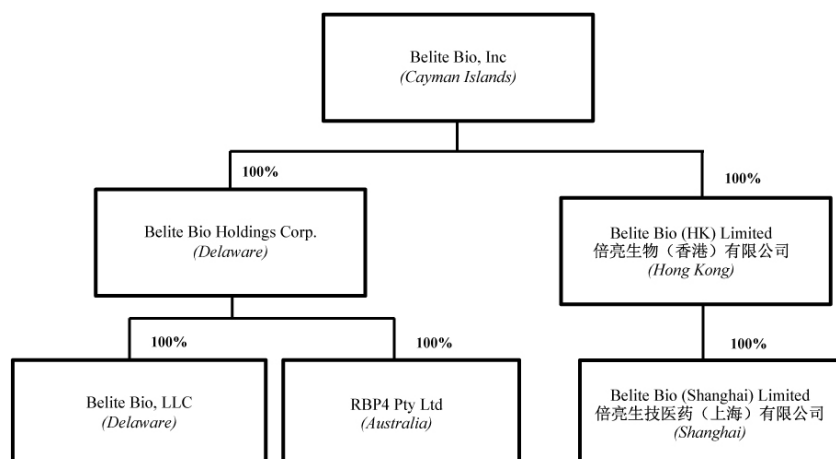 Belite Bio, Inc
(Cayman Islands)
100%
100%
Belite Bio Holdings Corp.
(Delaware)
Belite Bio (HK) Limited
倍亮生物（香港）有限公司
(Hong Kong)
100%
100%
100%
Belite Bio, LLC
(Delaware)
RBP4 Pty Ltd
(Australia)
Belite Bio (Shanghai) Limited
倍亮生技医药（上海）有限公司
(Shanghai)